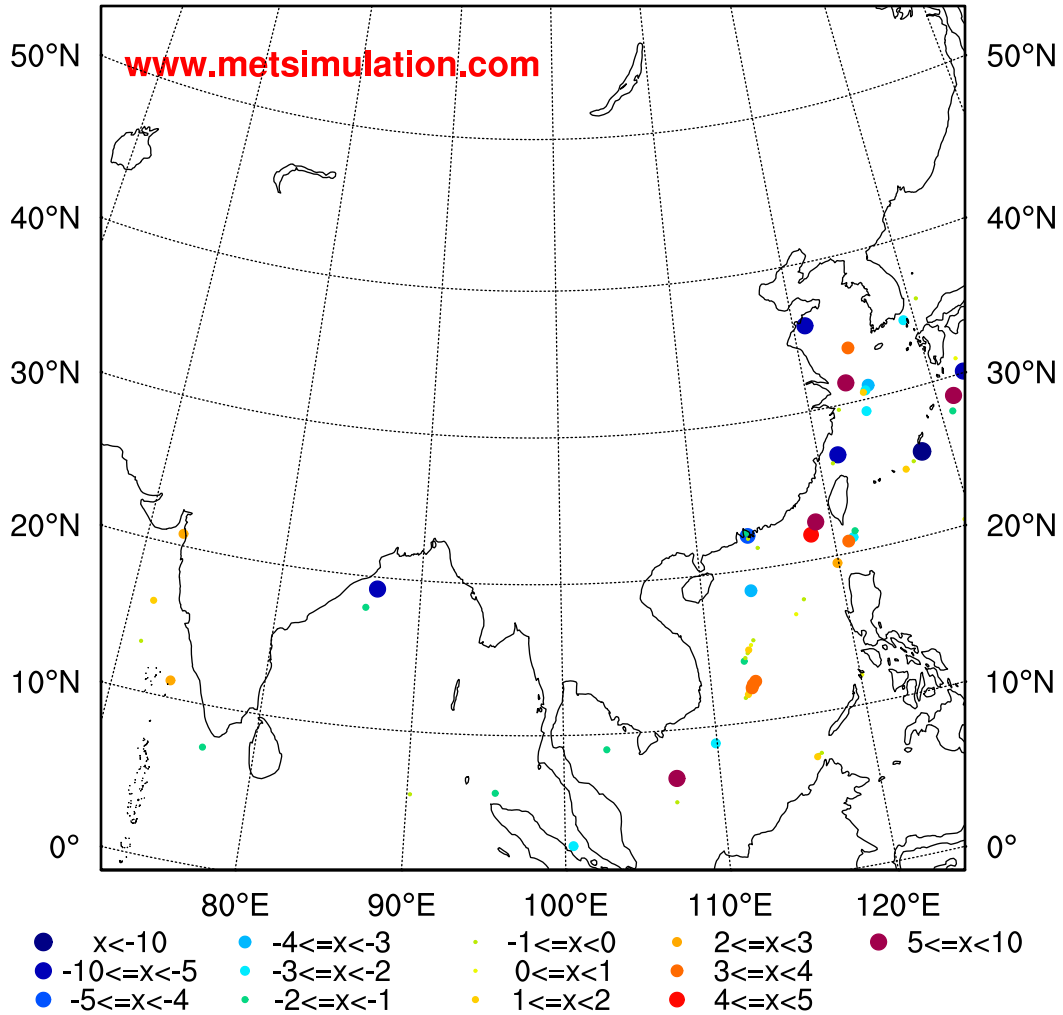 www.metsimulation.com
50°N 50°N
40°N 40°N
30°N 30°N
20°N 20°N
10°N 10°N
0° 0°
80°E 90°E 100°E 110°E 120°E
x<-10 -4<=x<-3 -1<=x<0 2<=x<3 5<=x<10
-10<=x<-5 -3<=x<-2 0<=x<1 3<=x<4
-5<=x<-4 -2<=x<-1 1<=x<2 4<=x<5